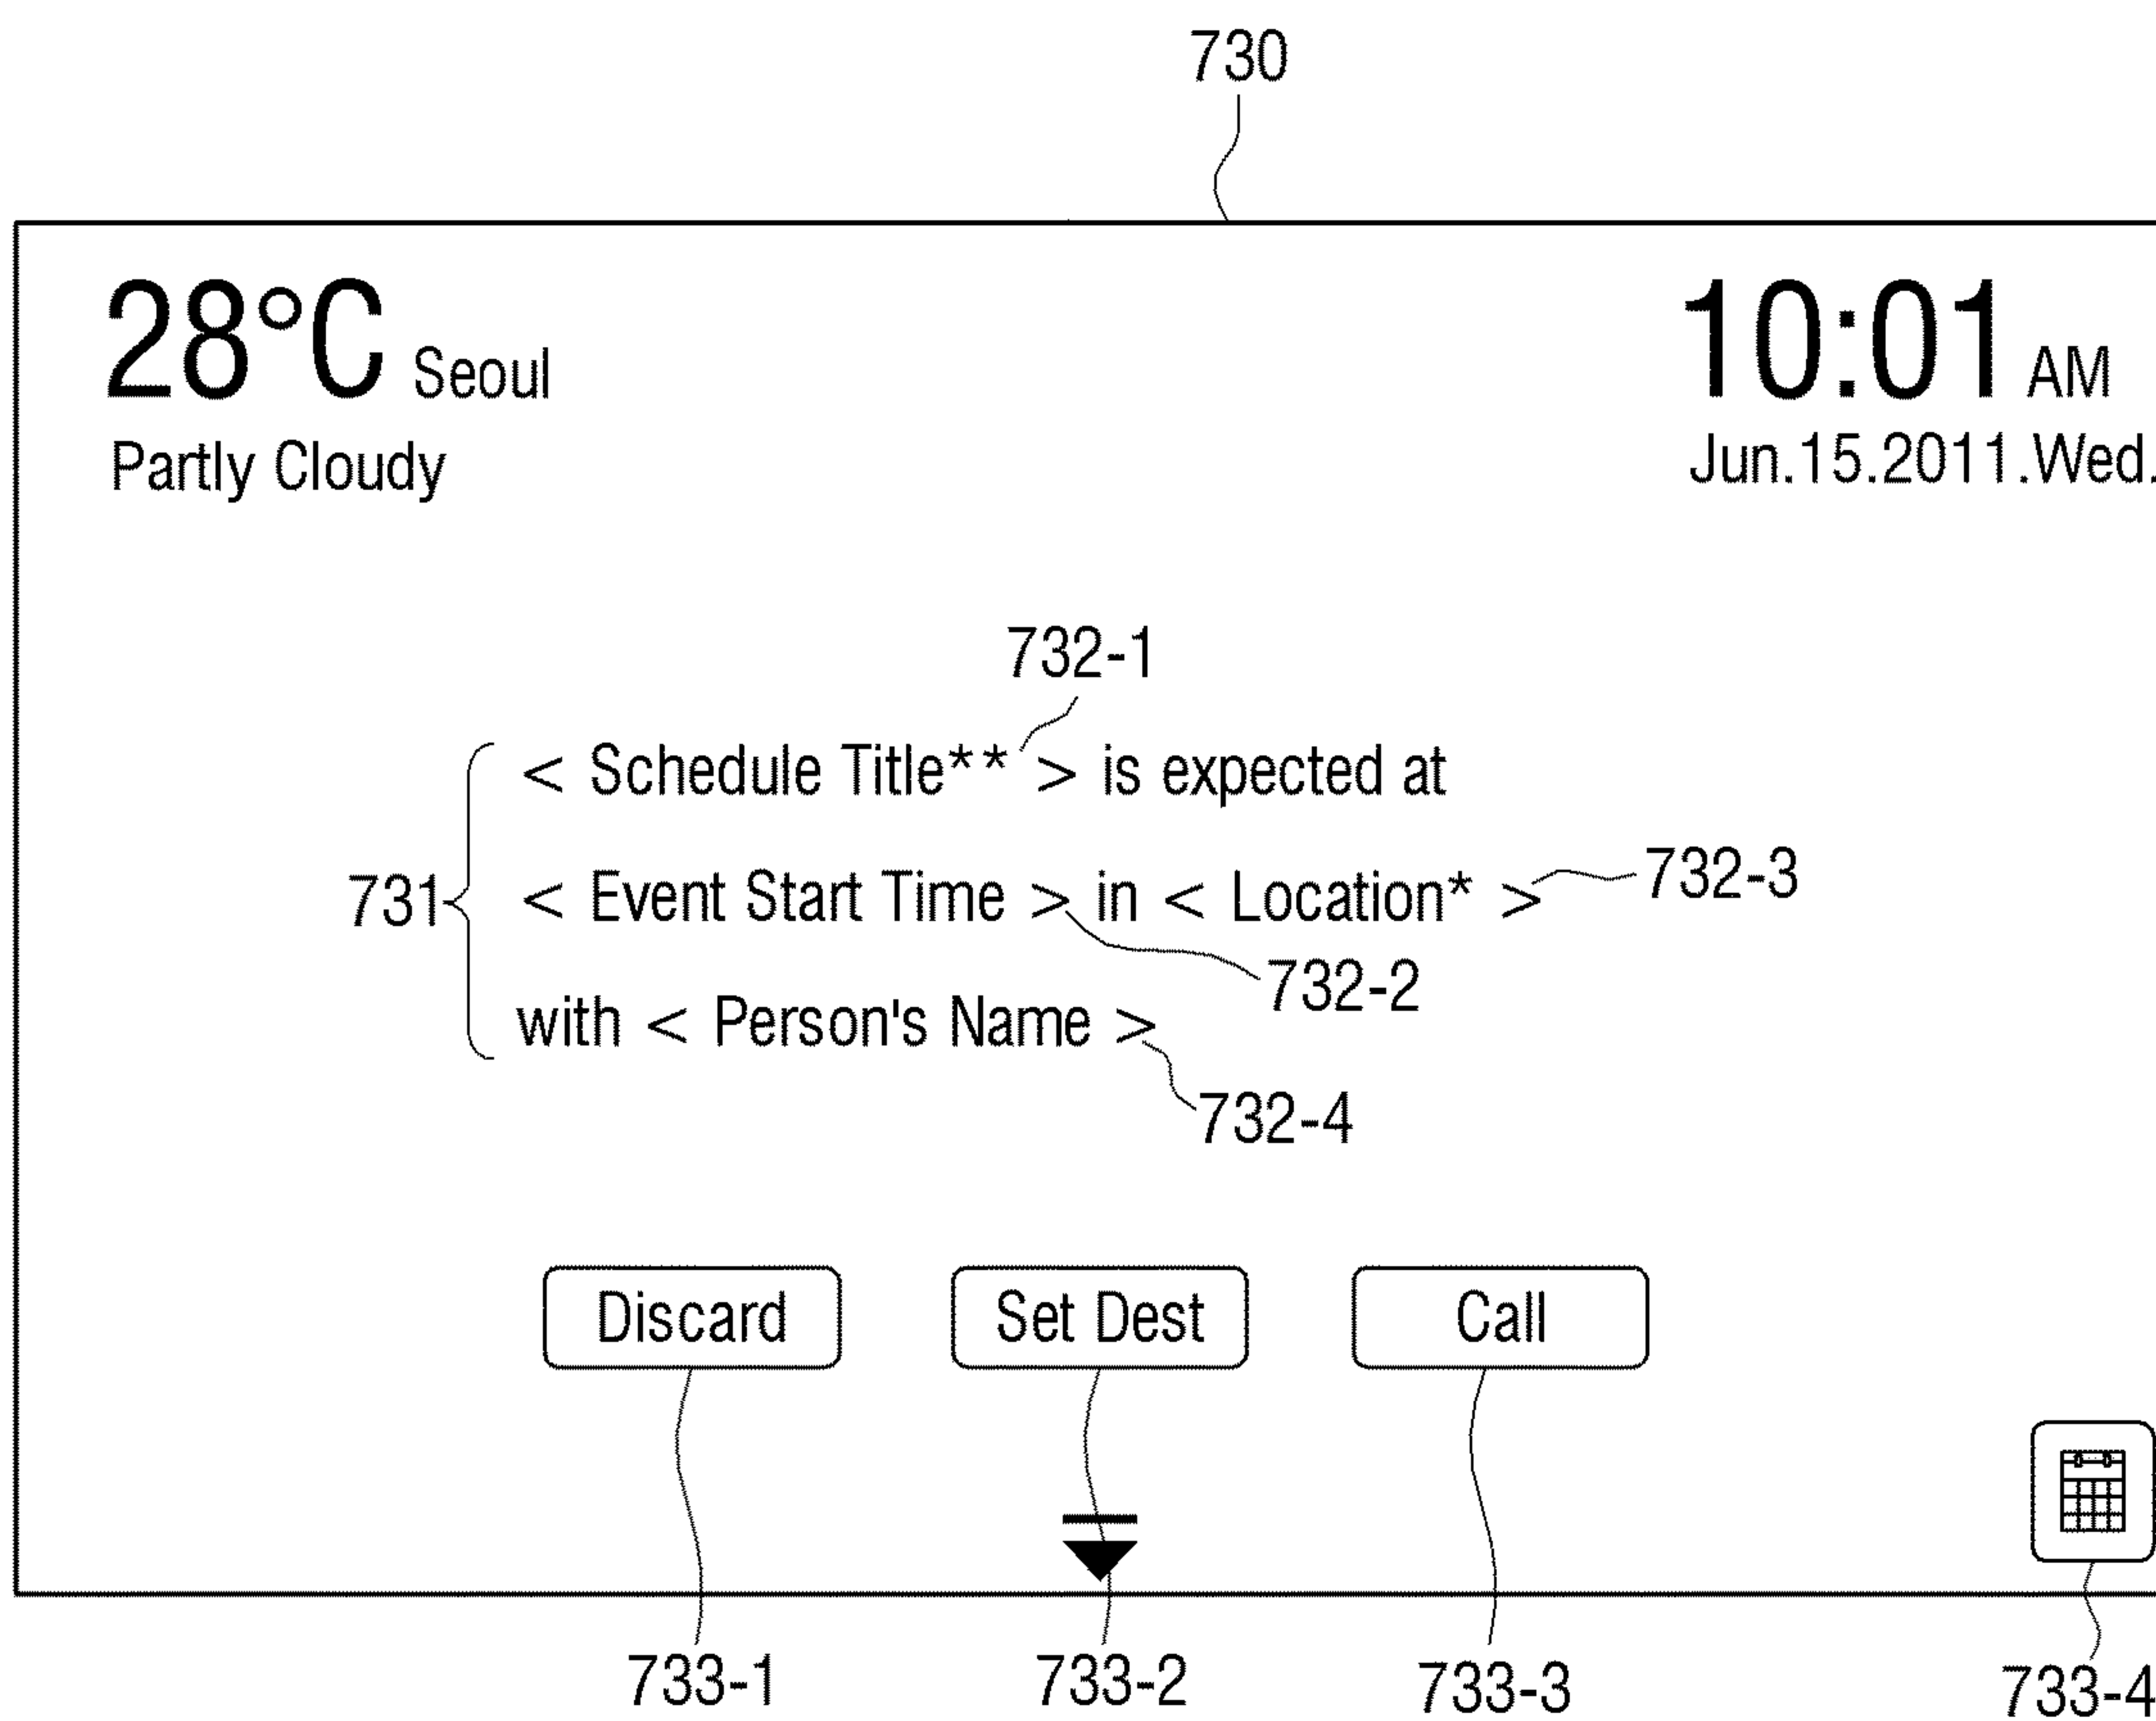 730
28°C Seoul
10:01 AM
Partly Cloudy
Jun.15.2011.Wed.
732-1
< Schedule Title** > is expected at
731
< Event Start Time > in < Location* >
732-3
732-2
with < Person's Name >
732-4
Discard
Set Dest
Call
733-1
733-2
733-3
733-4